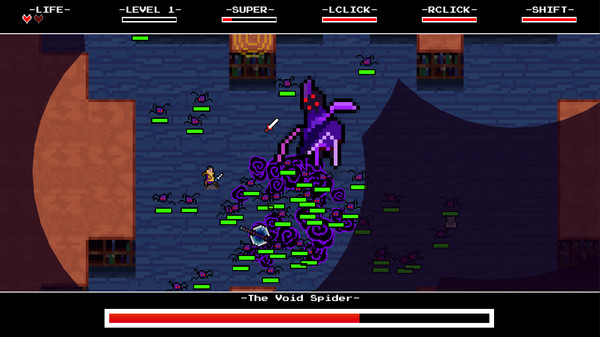 -LIFE- -LEVEL 1- -SUPER- -LCLICK- -RCLICK- -SHIFT-
-The Void Spider-